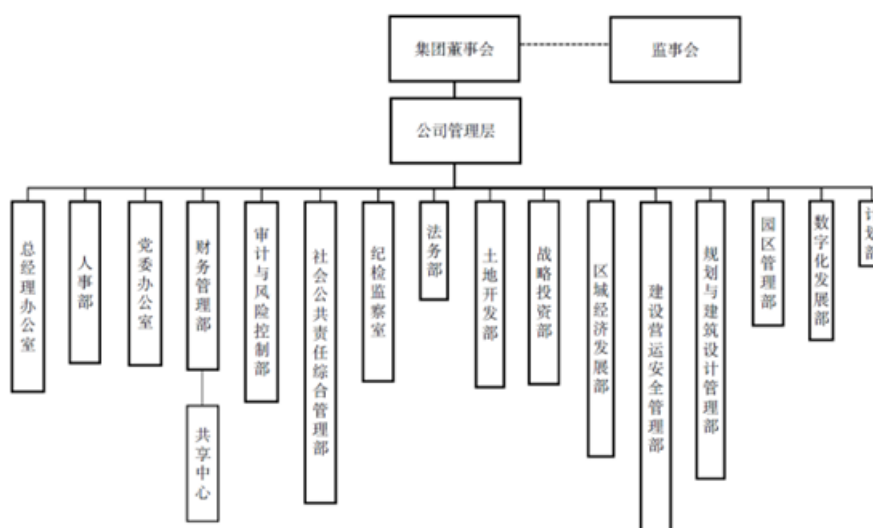 集团董事会
监事会
公司管理层
总经理办公室
人事部
党委办公室
财务管理部
审计与风险控制部
社会公共责任综合管理部
纪检监察室
法务部
土地开发部
战略投资部
区域经济发展部
建设营运安全管理部
规划与建筑设计管理部
园区管理部
数字化发展部
计划部
共享中心